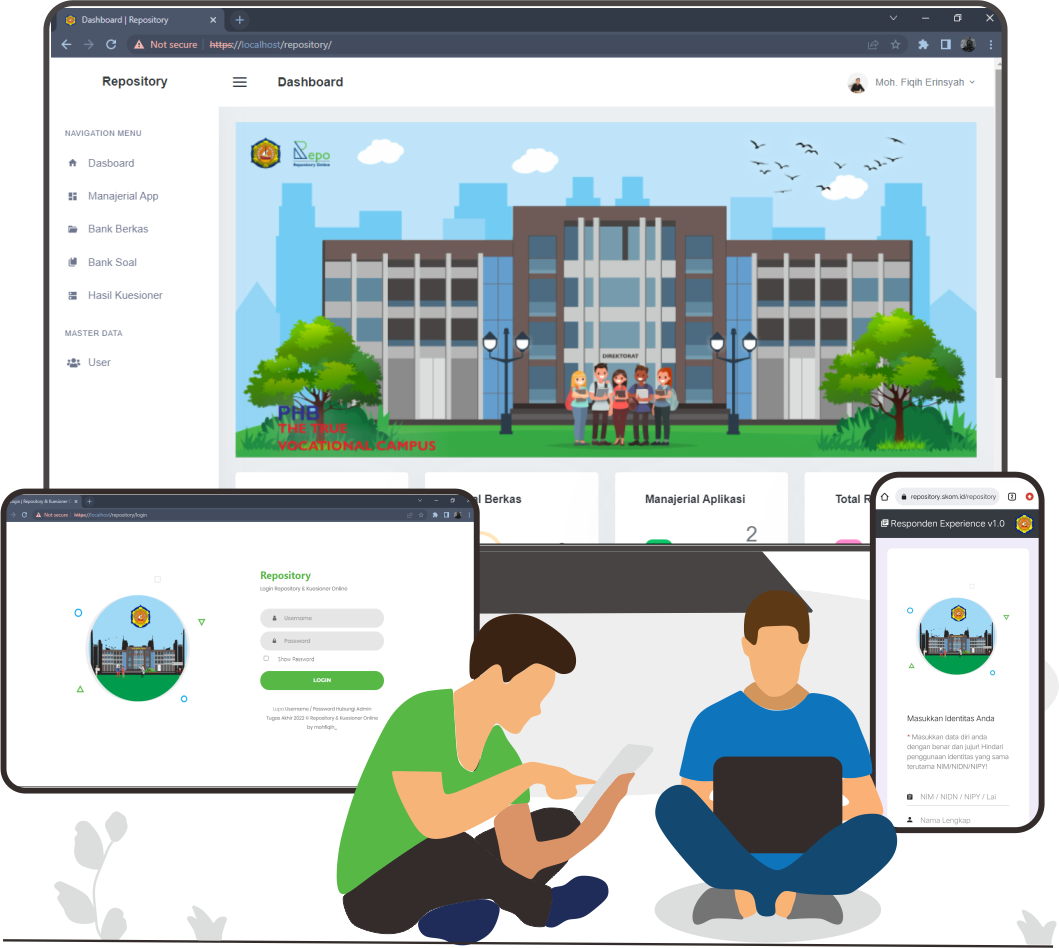 Dashboard | Repository
Not secure | https://localhost/repository/
Repository
Dashboard
Moh. Fiqih Erinsyah
NAVIGATION MENU
Dasboard
Manajerial App
Bank Berkas
Bank Soal
Hasil Kuesioner
MASTER DATA
User
Repo
Repository Online
DIREKTORAT
PHB
THE TRUE
VOCATIONAL CAMPUS
Berkas
Manajerial Aplikasi
2
Total R
Login | Repository & Kuesioner |
Not secure | https://localhost/repository/login
Repository
Login Repository & Kuesioner Online
Username
Password
Show Password
LOGIN
Lupa Username / Password Hubungi Admin
Tugas Akhir 2022 © Repository & Kuesioner Online
by mohfiqih_
repository.skom.id/repository
Responden Experience v1.0
Masukkan Identitas Anda
* Masukkan data diri anda
dengan benar dan jujur! Hindari
penggunaan identitas yang sama
terutama NIM/NIDN/NIPY!
NIM / NIDN / NIPY / Lai
Nama Lengkap